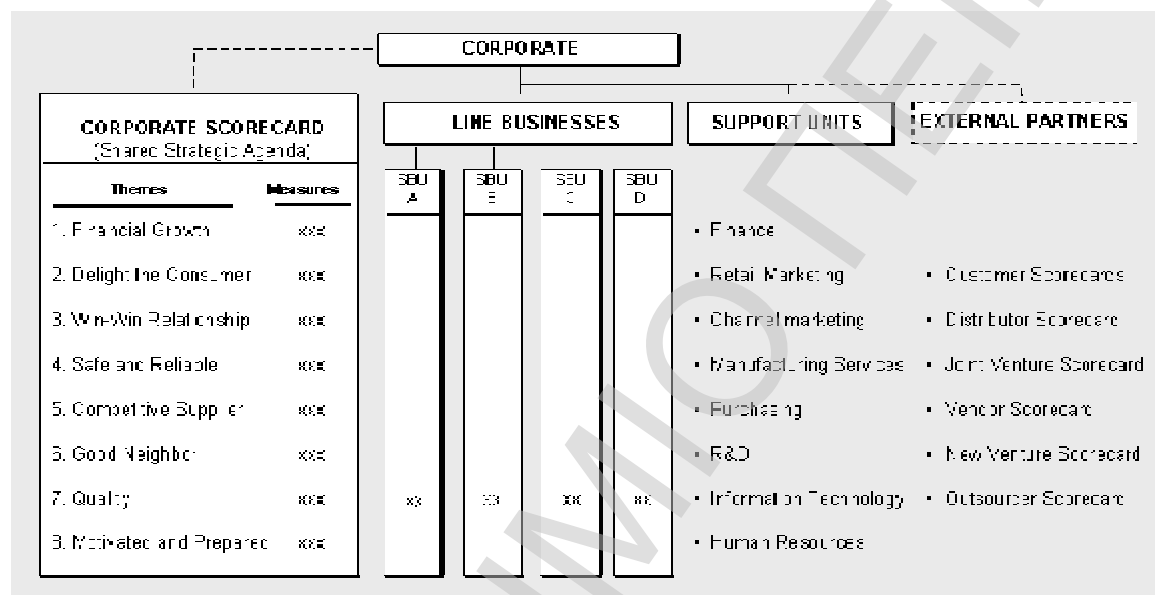 CORPORATE
CORPORATE SCORECARD
(Shared Strategic Agenda)
Themes Measures
1. Financial Growth xxx
2. Delight the Consumer xxx
3. Win-Win Relationship xxx
4. Safe and Reliable xxx
5. Competitive Supplier xxx
6. Good Neighbor xxx
7. Quality xxx
8. Motivated and Prepared xxx
LINE BUSINESSES
SBU
A
SBU
B
SBU
C
SBU
D
xx xx xx xx
SUPPORT UNITS
• Finance
• Retail Marketing
• Channel marketing
• Manufacturing Services
• Purchasing
• R&D
• Information Technology
• Human Resources
EXTERNAL PARTNERS
• Customer Scorecards
• Distributor Scorecard
• Joint Venture Scorecard
• Vendor Scorecard
• New Venture Scorecard
• Outsourcer Scorecard